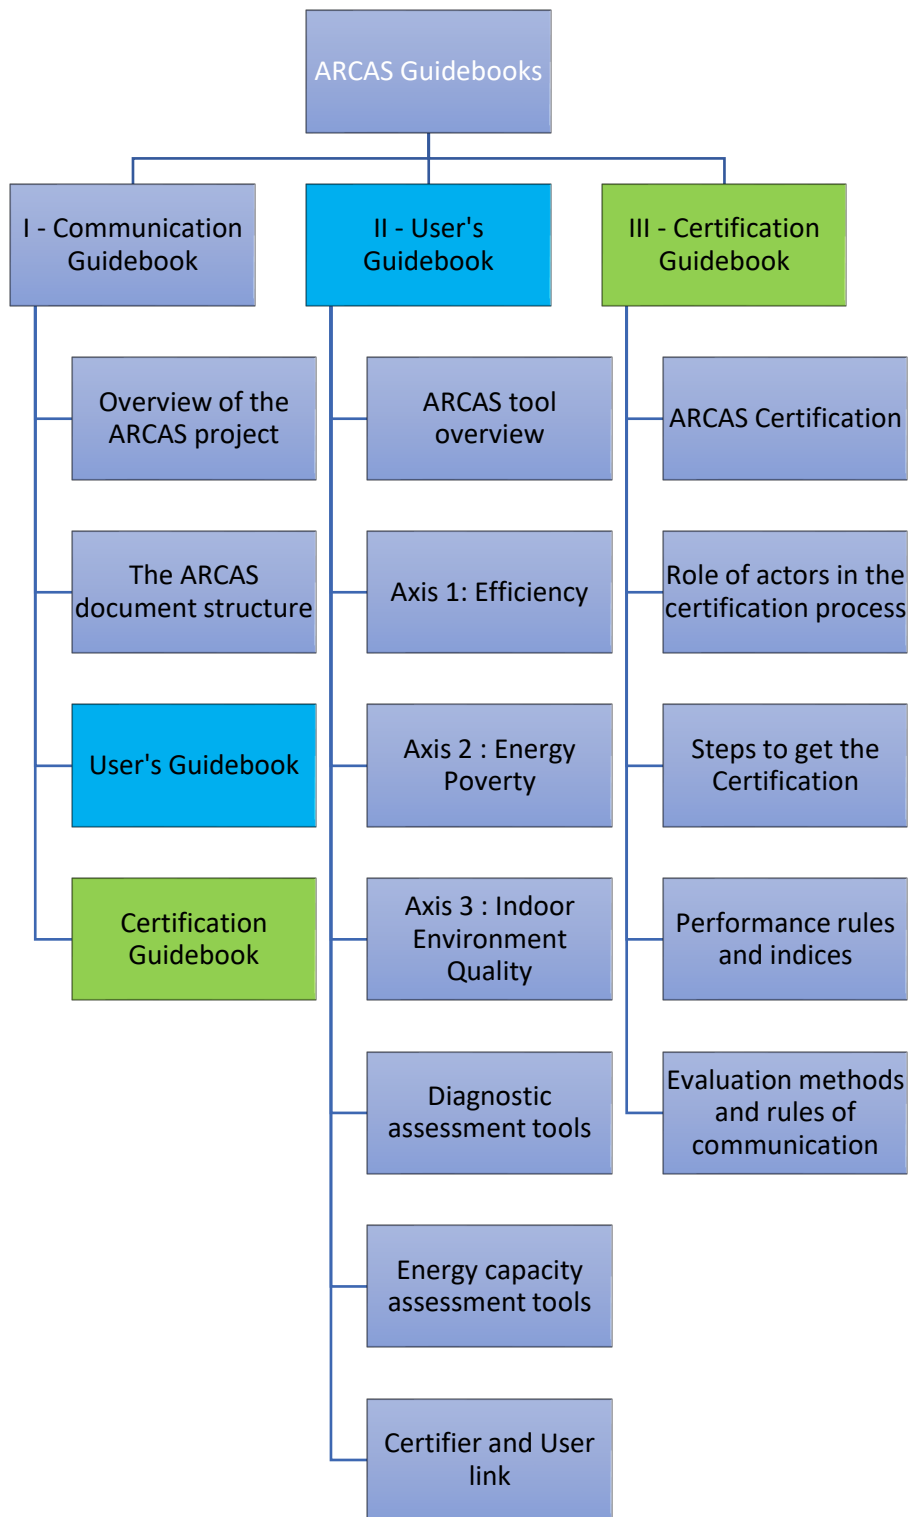 ARCAS Guidebooks
I - Communication
Guidebook
II - User's
Guidebook
III - Certification
Guidebook
Overview of the
ARCAS project
The ARCAS
document structure
User's Guidebook
Certification
Guidebook
ARCAS tool
overview
Axis 1: Efficiency
Axis 2 : Energy
Poverty
Axis 3 : Indoor
Environment
Quality
Diagnostic
assessment tools
Energy capacity
assessment tools
Certifier and User
link
ARCAS Certification
Role of actors in the
certification process
Steps to get the
Certification
Performance rules
and indices
Evaluation methods
and rules of
communication